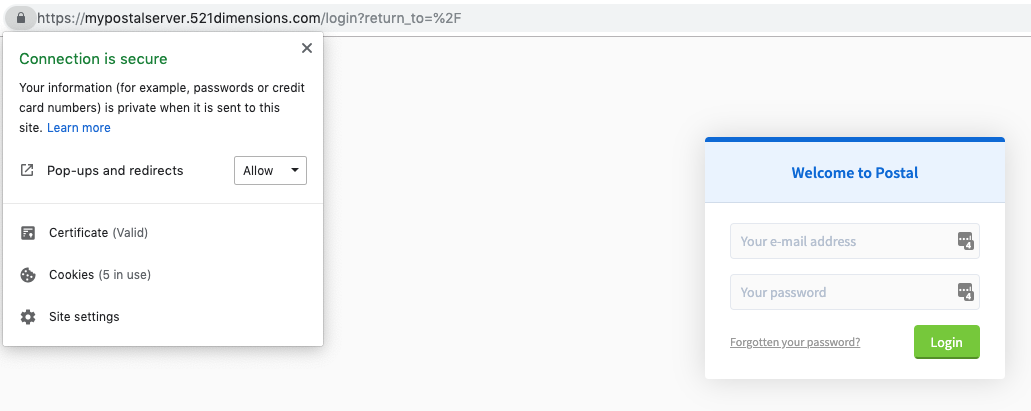 https://mypostalserver.521dimensions.com/login?return_to=%2F
Connection is secure
Your information (for example, passwords or credit
card numbers) is private when it is sent to this
site. Learn more
Pop-ups and redirects Allow
Certificate (Valid)
Cookies (5 in use)
Site settings
Welcome to Postal
Your e-mail address 4
Your password 4
Forgotten your password? Login